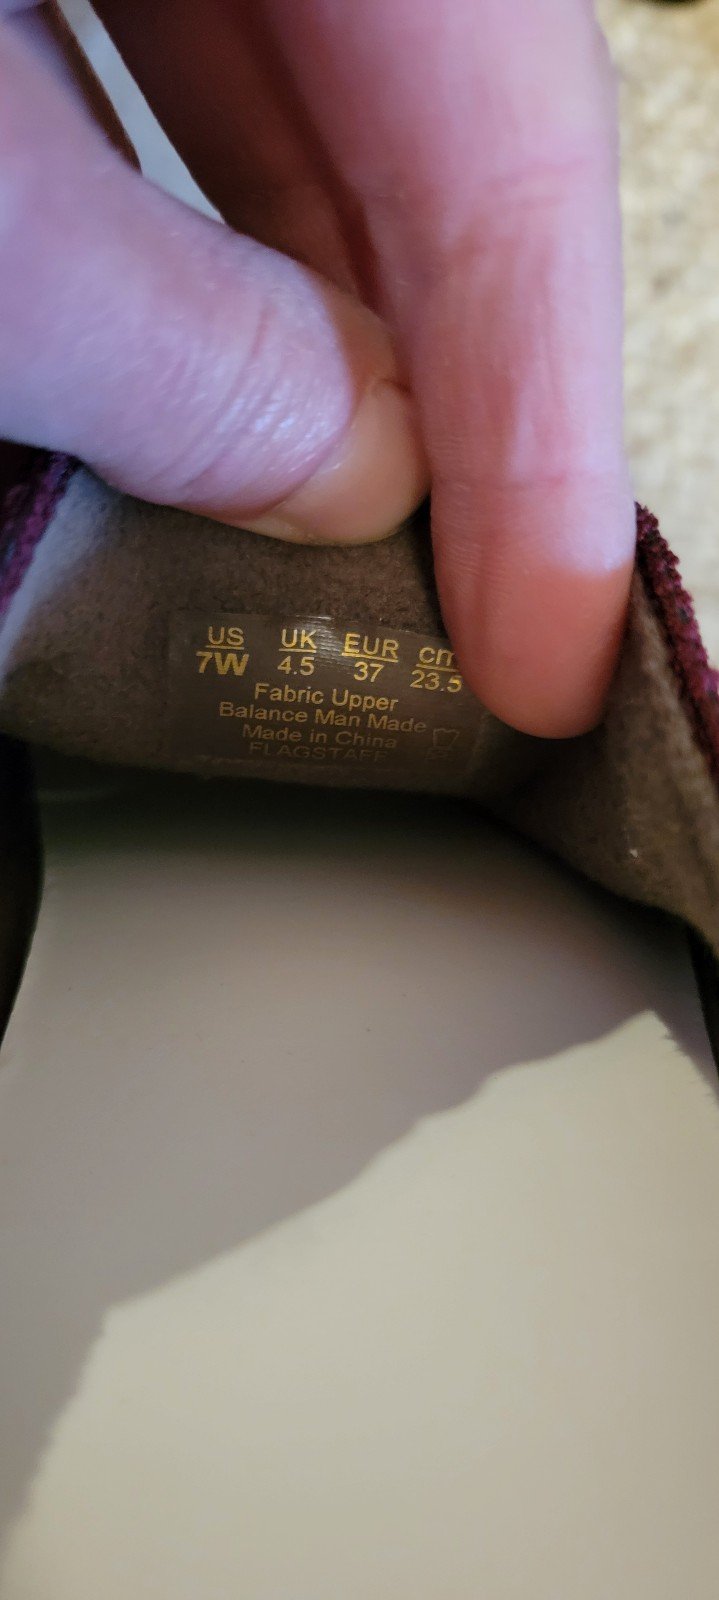 US UK EUR cm
7W 4.5 37 23.5
Fabric Upper
Balance Man Made
Made in China
FLAGSTAFF